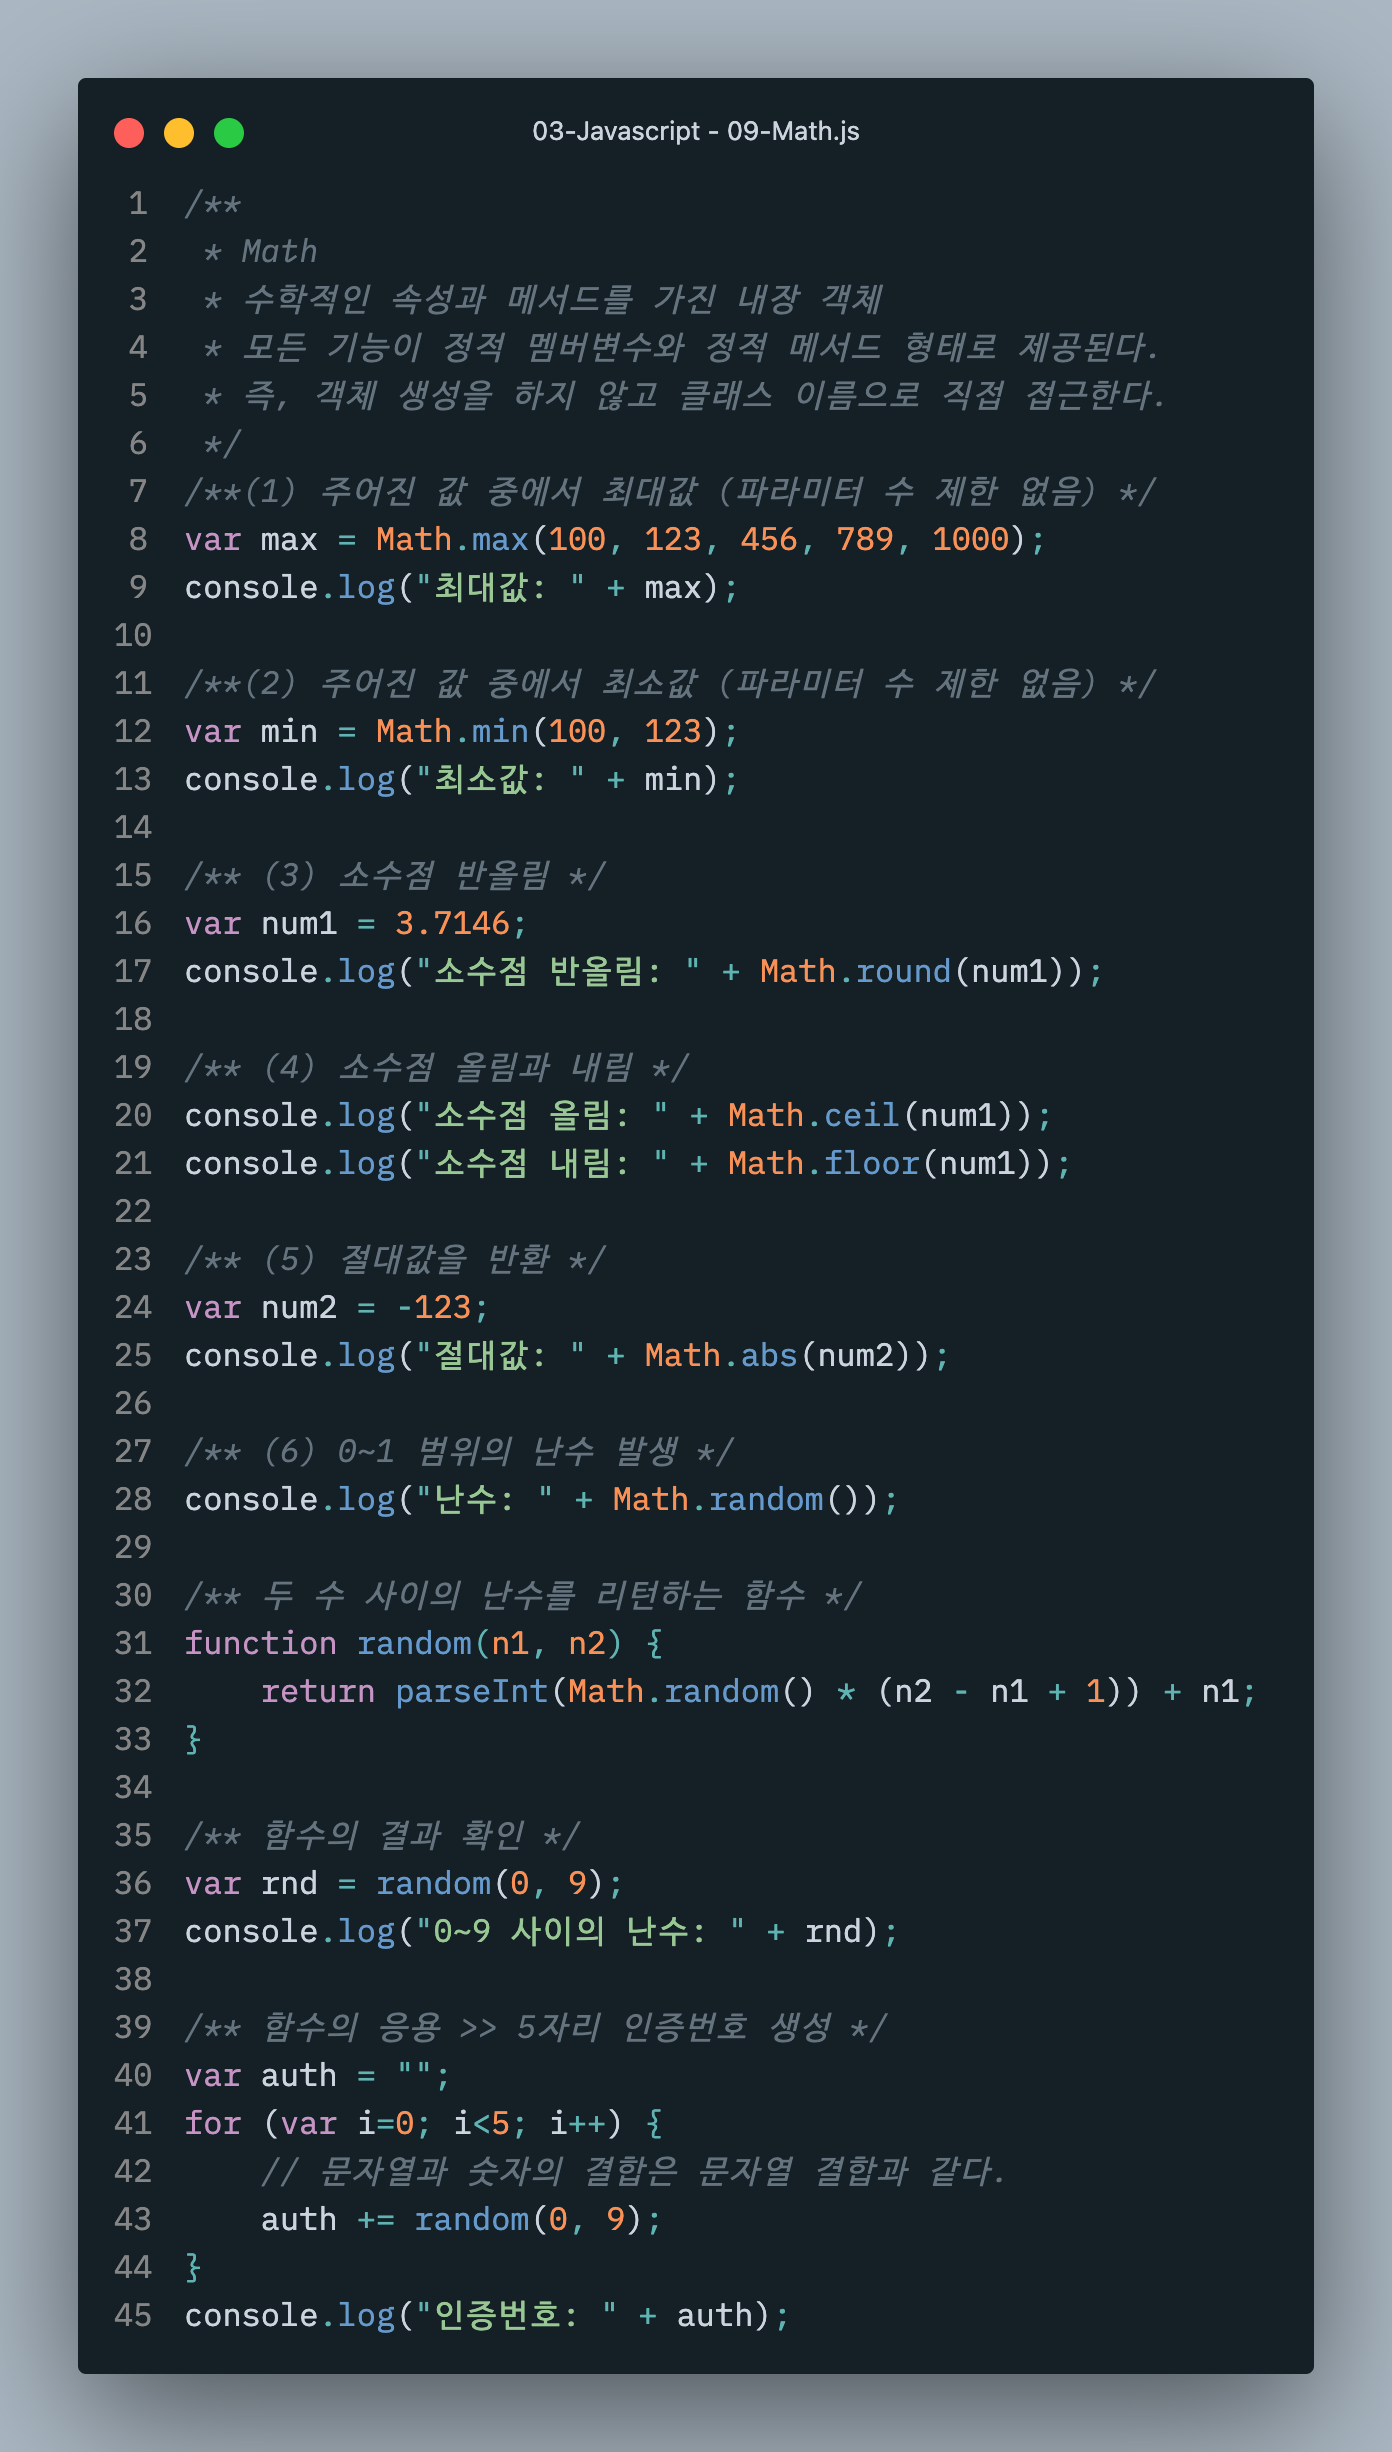 03-Javascript - 09-Math.js
1 /**
2  * Math
3  * 수학적인 속성과 메서드를 가진 내장 객체
4  * 모든 기능이 정적 멤버변수와 정적 메서드 형태로 제공된다.
5  * 즉, 객체 생성을 하지 않고 클래스 이름으로 직접 접근한다.
6  */
7 /**(1) 주어진 값 중에서 최대값 (파라미터 수 제한 없음) */
8 var max = Math.max(100, 123, 456, 789, 1000);
9 console.log("최대값: " + max);
10
11 /**(2) 주어진 값 중에서 최소값 (파라미터 수 제한 없음) */
12 var min = Math.min(100, 123);
13 console.log("최소값: " + min);
14
15 /** (3) 소수점 반올림 */
16 var num1 = 3.7146;
17 console.log("소수점 반올림: " + Math.round(num1));
18
19 /** (4) 소수점 올림과 내림 */
20 console.log("소수점 올림: " + Math.ceil(num1));
21 console.log("소수점 내림: " + Math.floor(num1));
22
23 /** (5) 절대값을 반환 */
24 var num2 = -123;
25 console.log("절대값: " + Math.abs(num2));
26
27 /** (6) 0~1 범위의 난수 발생 */
28 console.log("난수: " + Math.random());
29
30 /** 두 수 사이의 난수를 리턴하는 함수 */
31 function random(n1, n2) {
32     return parseInt(Math.random() * (n2 - n1 + 1)) + n1;
33 }
34
35 /** 함수의 결과 확인 */
36 var rnd = random(0, 9);
37 console.log("0~9 사이의 난수: " + rnd);
38
39 /** 함수의 응용 >> 5자리 인증번호 생성 */
40 var auth = "";
41 for (var i=0; i<5; i++) {
42     // 문자열과 숫자의 결합은 문자열 결합과 같다.
43     auth += random(0, 9);
44 }
45 console.log("인증번호: " + auth);